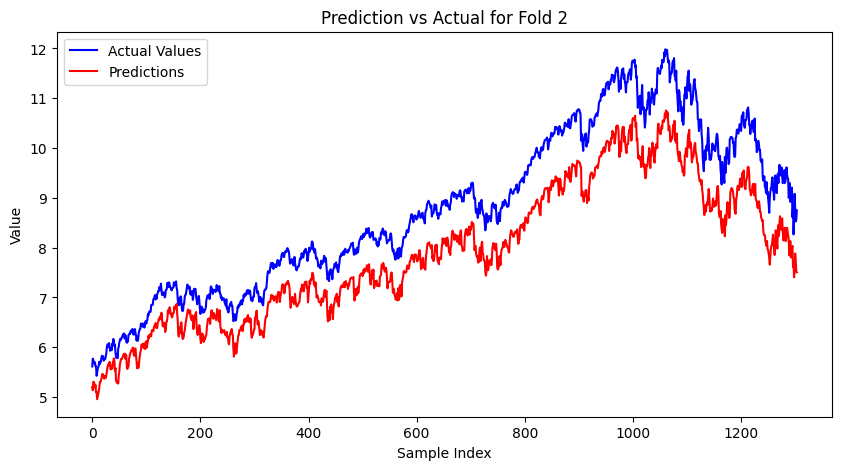 Prediction vs Actual for Fold 2
Actual Values
Predictions
Value
12
11
10
9
8
7
6
5
0 200 400 600 800 1000 1200
Sample Index